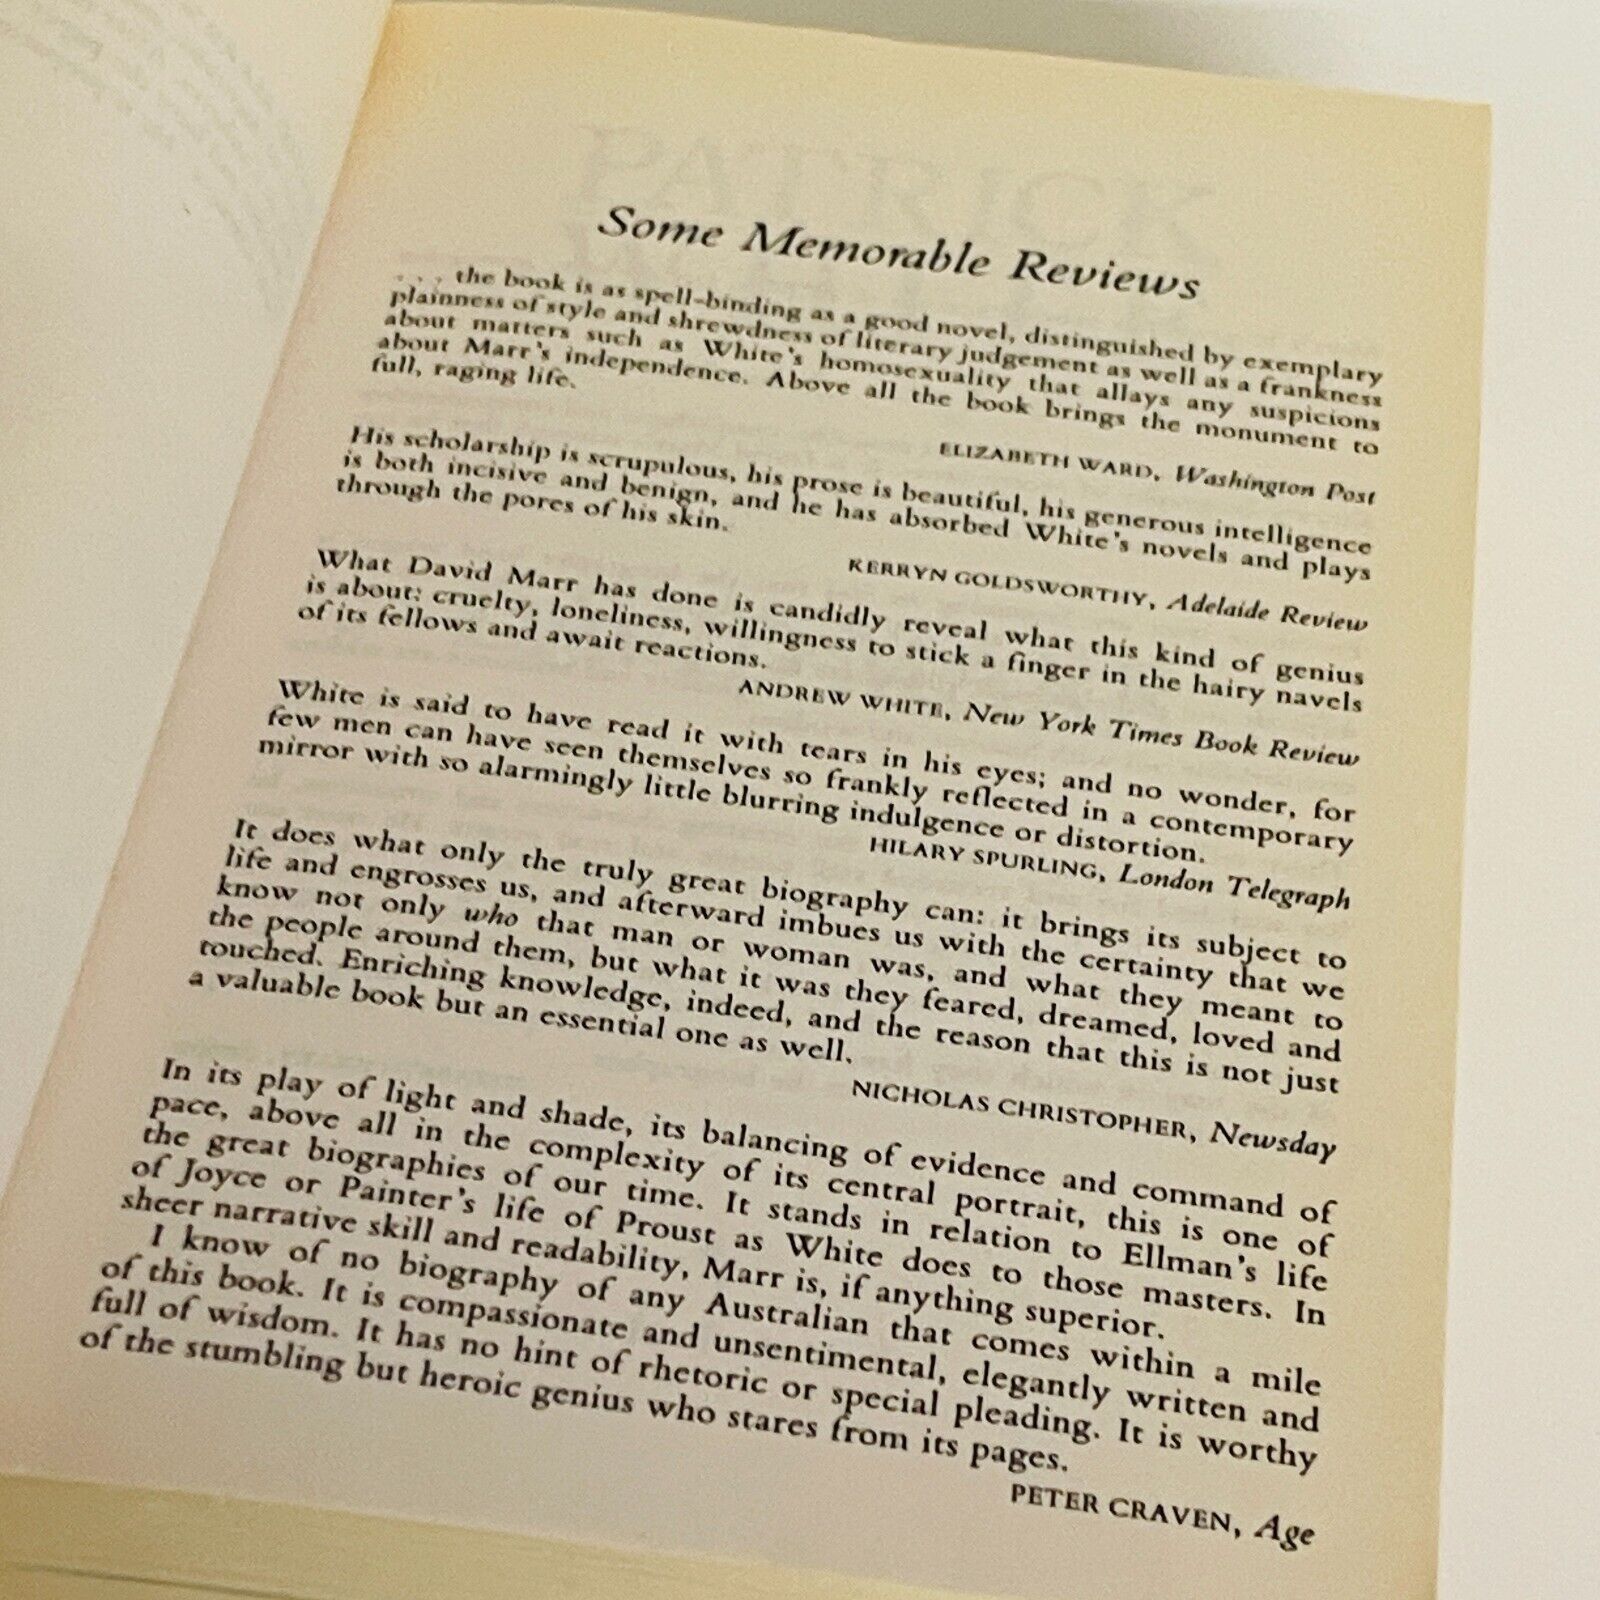 Some Memorable Reviews
. . . the book is as spell-binding as a good novel, distinguished by exemplary
plainness of style and shrewdness of literary judgement as well as a frankness
about matters such as White's homosexuality that allays any suspicions
about Marr's independence. Above all the book brings the monument to
full, raging life.
ELIZABETH WARD, Washington Post
His scholarship is scrupulous, his prose is beautiful, his generous intelligence
is both incisive and benign, and he has absorbed White's novels and plays
through the pores of his skin.
KERRYN GOLDSWORTHY, Adelaide Review
What David Marr has done is candidly reveal what this kind of genius
is about: cruelty, loneliness, willingness to stick a finger in the hairy navels
of its fellows and await reactions.
ANDREW WHITE, New York Times Book Review
White is said to have read it with tears in his eyes; and no wonder, for
few men can have seen themselves so frankly reflected in a contemporary
mirror with so alarmingly little blurring indulgence or distortion.
HILARY SPURLING, London Telegraph
It does what only the truly great biography can: it brings its subject to
life and engrosses us, and afterward imbues us with the certainty that we
know not only who that man or woman was, and what they meant to
the people around them, but what it was they feared, dreamed, loved and
touched. Enriching knowledge, indeed, and the reason that this is not just
a valuable book but an essential one as well.
NICHOLAS CHRISTOPHER, Newsday
In its play of light and shade, its balancing of evidence and command of
pace, above all in the complexity of its central portrait, this is one of
the great biographies of our time. It stands in relation to Ellman's life
of Joyce or Painter's life of Proust as White does to those masters. In
sheer narrative skill and readability, Marr is, if anything superior.
I know of no biography of any Australian that comes within a mile
of this book. It is compassionate and unsentimental, elegantly written and
full of wisdom. It has no hint of rhetoric or special pleading. It is worthy
of the stumbling but heroic genius who stares from its pages.
PETER CRAVEN, Age